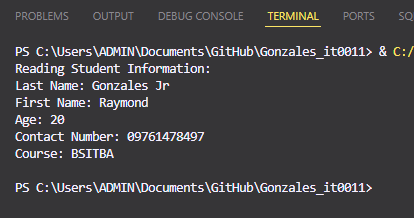 PROBLEMS OUTPUT DEBUG CONSOLE TERMINAL PORTS SQ
PS C:\Users\ADMIN\Documents\GitHub\Gonzales_it0011> & C:/
Reading Student Information:
Last Name: Gonzales Jr
First Name: Raymond
Age: 20
Contact Number: 09761478497
Course: BSITBA
PS C:\Users\ADMIN\Documents\GitHub\Gonzales_it0011>